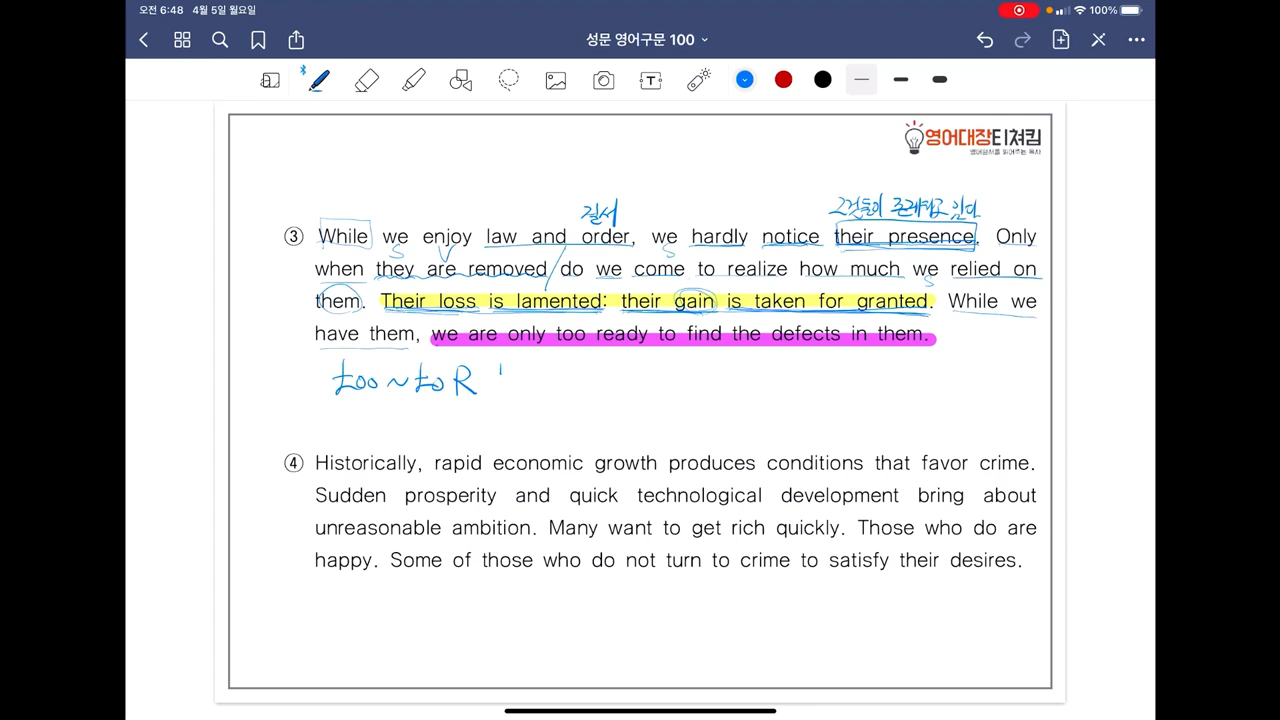 오전 6:48 4월 5일 월요일
100%
성문 영어구문 100
영어대장티쳐킴
질서
그것들이 존재하고 있다
③ While we enjoy law and order, we hardly notice their presence. Only
S V S
when they are removed do we come to realize how much we relied on
S
them. Their loss is lamented: their gain is taken for granted. While we
have them, we are only too ready to find the defects in them.
too ~ to R
④ Historically, rapid economic growth produces conditions that favor crime.
Sudden prosperity and quick technological development bring about
unreasonable ambition. Many want to get rich quickly. Those who do are
happy. Some of those who do not turn to crime to satisfy their desires.